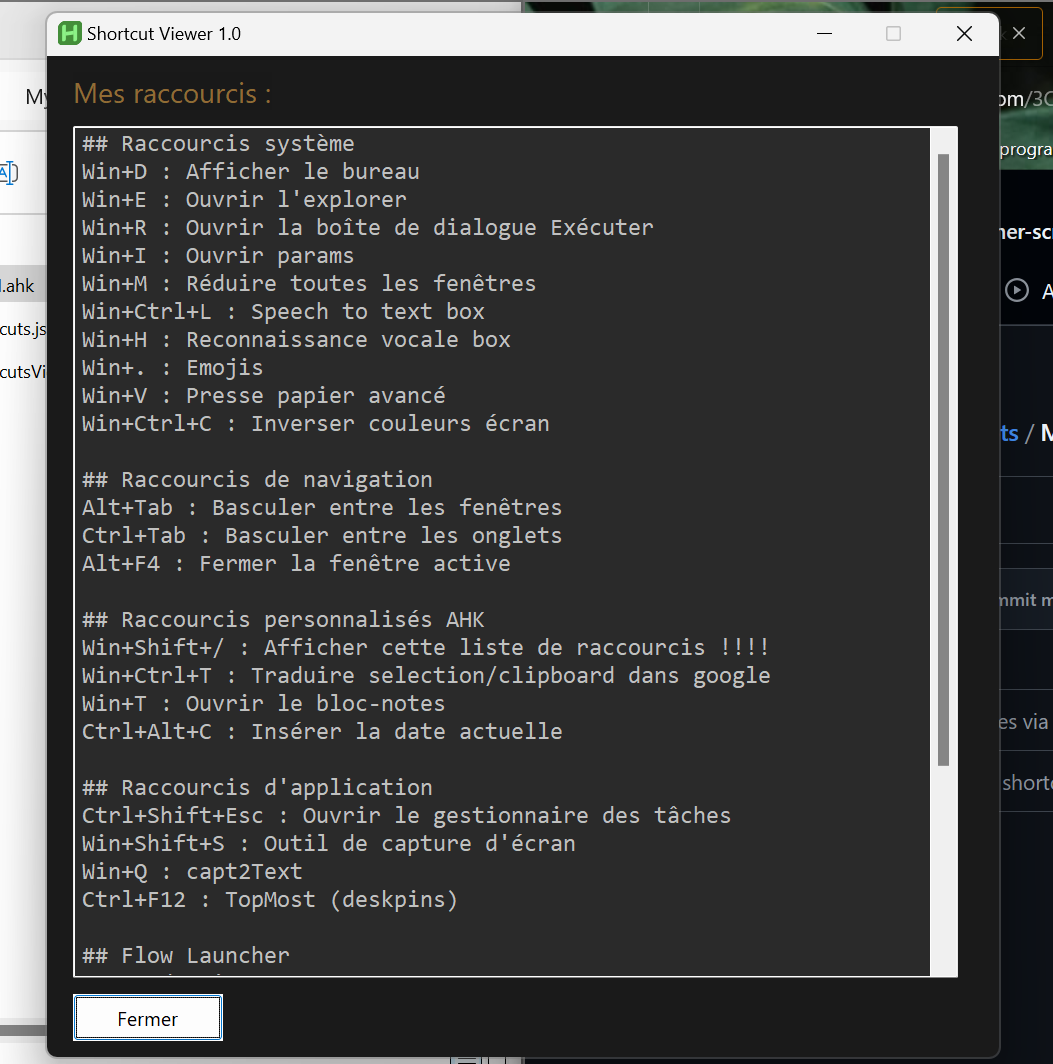 Shortcut Viewer 1.0
My
Mes raccourcis :
## Raccourcis système
Win+D : Afficher le bureau
Win+E : Ouvrir l'explorer
Win+R : Ouvrir la boîte de dialogue Exécuter
Win+I : Ouvrir params
Win+M : Réduire toutes les fenêtres
Win+Ctrl+L : Speech to text box
Win+H : Reconnaissance vocale box
Win+. : Emojis
Win+V : Presse papier avancé
Win+Ctrl+C : Inverser couleurs écran
## Raccourcis de navigation
Alt+Tab : Basculer entre les fenêtres
Ctrl+Tab : Basculer entre les onglets
Alt+F4 : Fermer la fenêtre active
## Raccourcis personnalisés AHK
Win+Shift+/ : Afficher cette liste de raccourcis !!!!
Win+Ctrl+T : Traduire selection/clipboard dans google
Win+T : Ouvrir le bloc-notes
Ctrl+Alt+C : Insérer la date actuelle
## Raccourcis d'application
Ctrl+Shift+Esc : Ouvrir le gestionnaire des tâches
Win+Shift+S : Outil de capture d'écran
Win+Q : capt2Text
Ctrl+F12 : TopMost (deskpins)
## Flow Launcher
Fermer
.ahk
cuts.js
cutsVi
om/3C
progra
ner-sc
A
ts / M
mmit m
es via
short